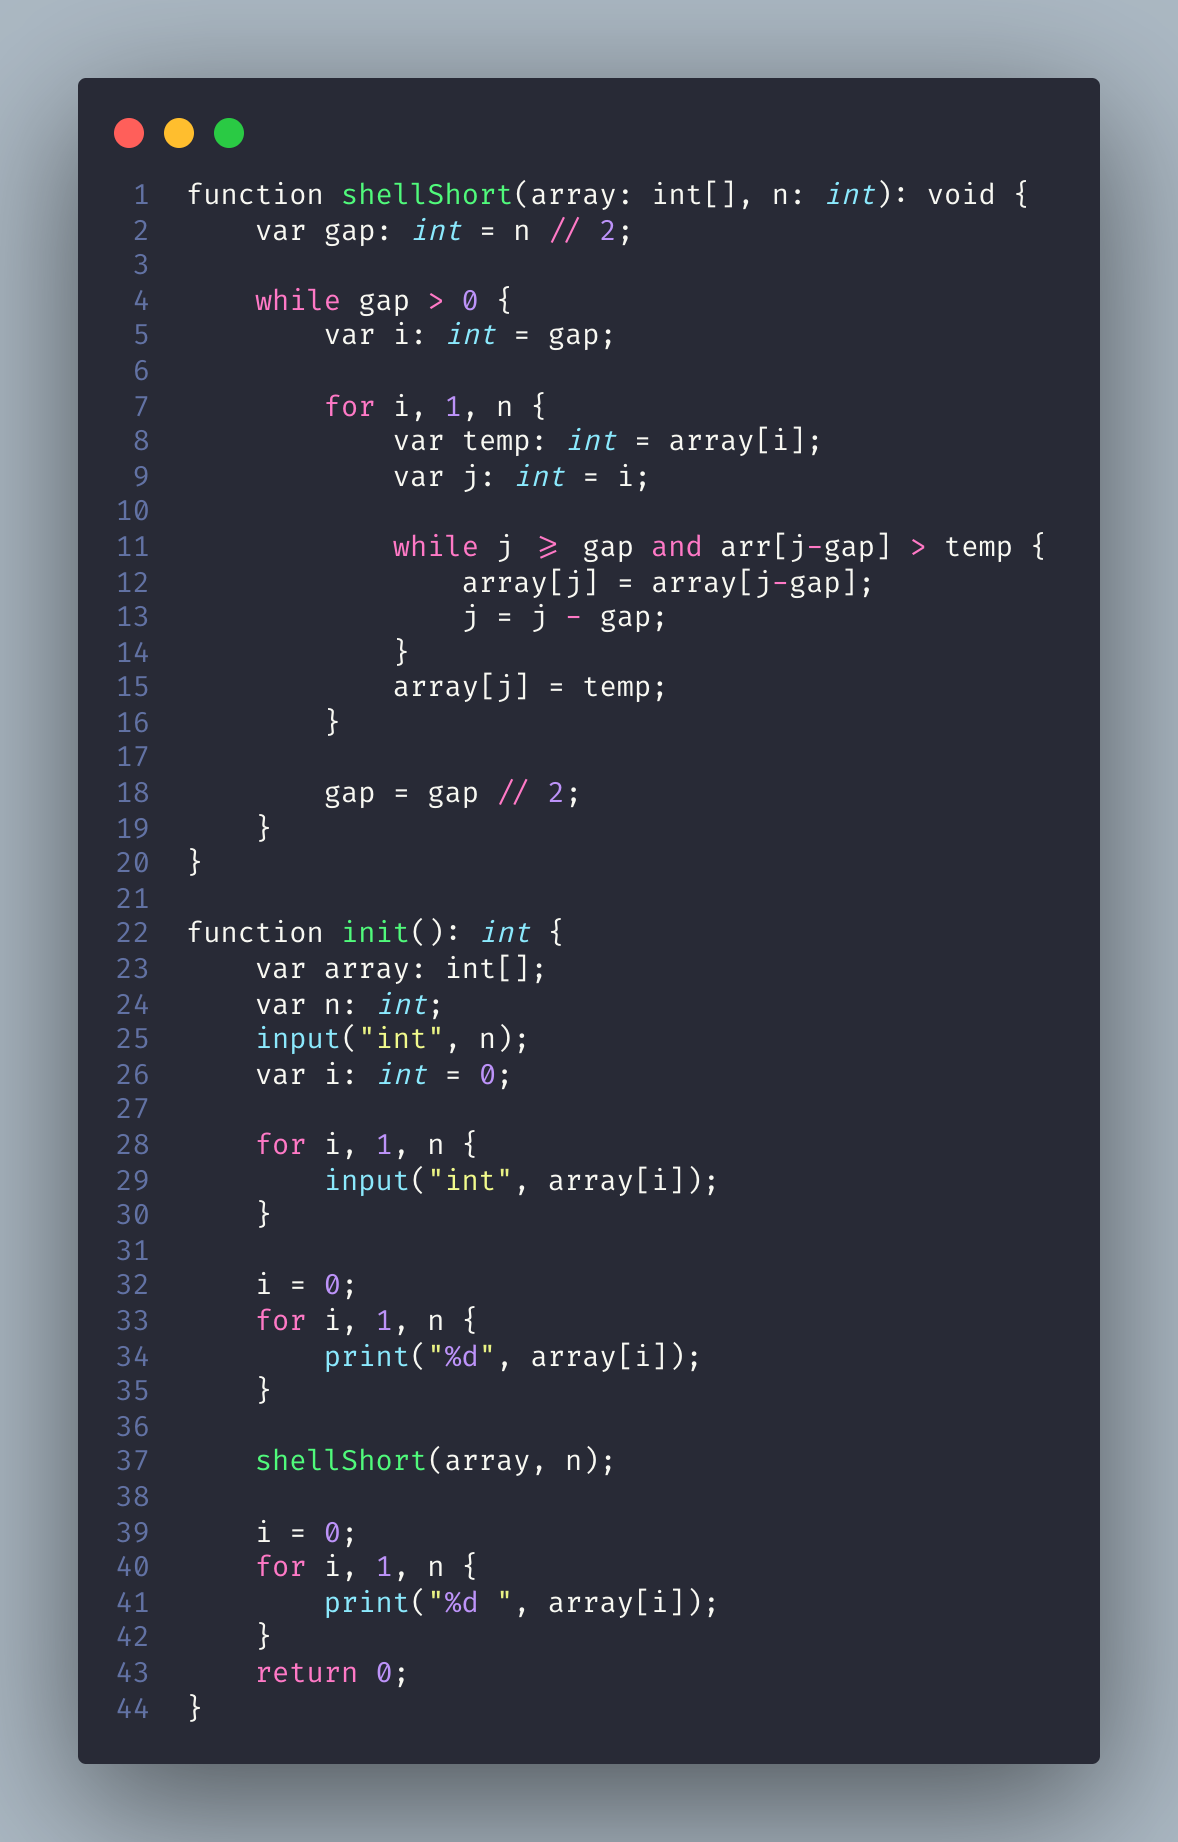 1 function shellShort(array: int[], n: int): void {
2     var gap: int = n // 2;
3
4     while gap > 0 {
5         var i: int = gap;
6
7         for i, 1, n {
8             var temp: int = array[i];
9             var j: int = i;
10
11             while j >= gap and arr[j-gap] > temp {
12                 array[j] = array[j-gap];
13                 j = j - gap;
14             }
15             array[j] = temp;
16         }
17
18         gap = gap // 2;
19     }
20 }
21
22 function init(): int {
23     var array: int[];
24     var n: int;
25     input("int", n);
26     var i: int = 0;
27
28     for i, 1, n {
29         input("int", array[i]);
30     }
31
32     i = 0;
33     for i, 1, n {
34         print("%d", array[i]);
35     }
36
37     shellShort(array, n);
38
39     i = 0;
40     for i, 1, n {
41         print("%d ", array[i]);
42     }
43     return 0;
44 }